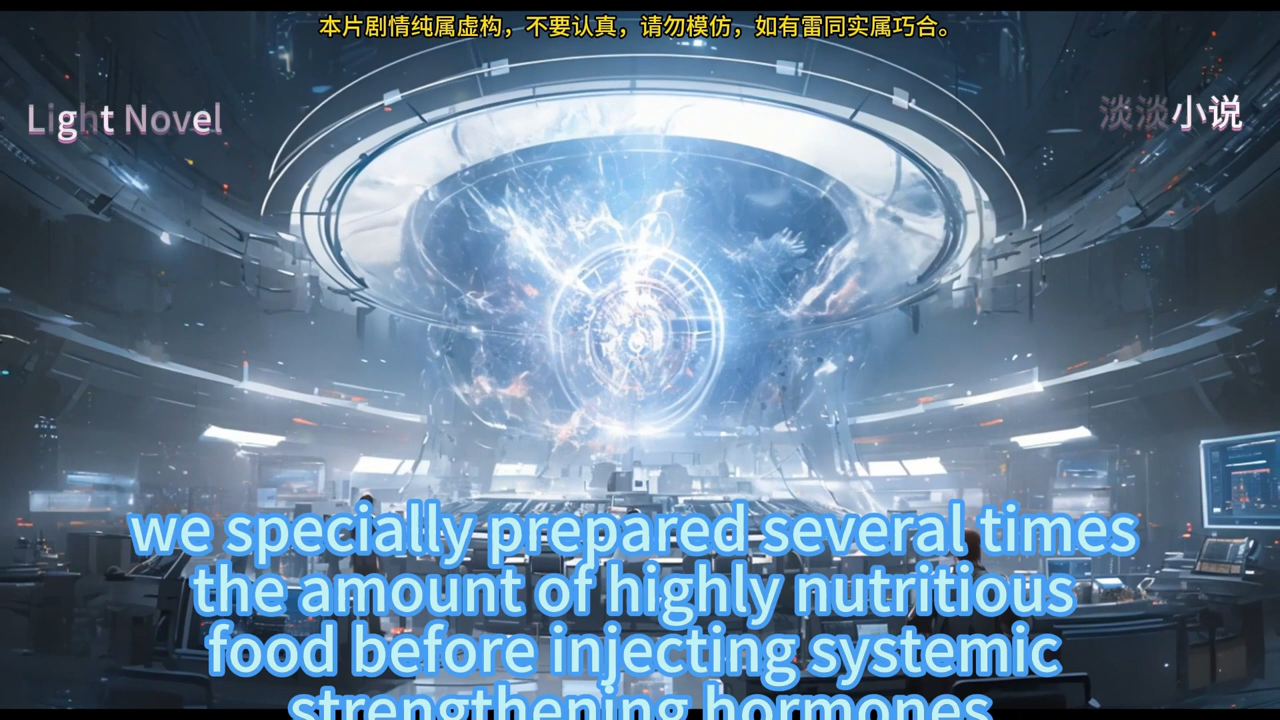 本片剧情纯属虚构，不要认真，请勿模仿，如有雷同实属巧合。
Light Novel
淡淡小说
we specially prepared several times
the amount of highly nutritious
food before injecting systemic
strengthening hormones